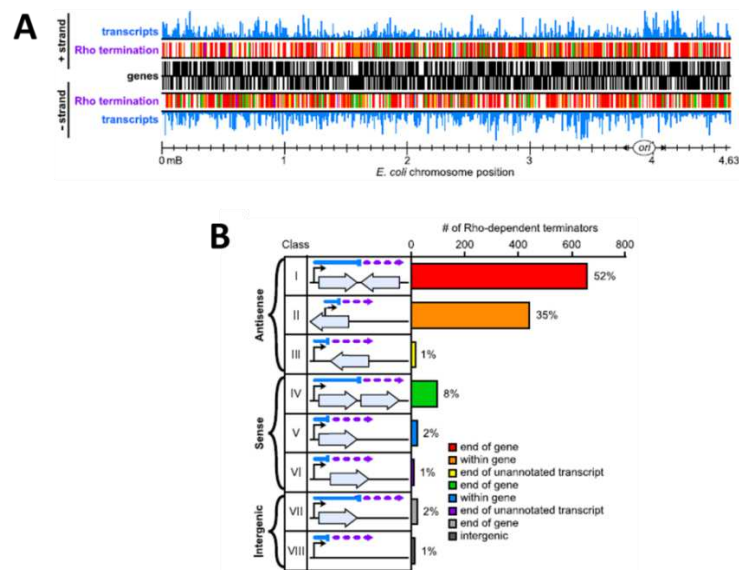 A
+ strand
transcripts
Rho termination
genes
– strand
Rho termination
transcripts
0 mB 1 2 3 4 4.63
ori
E. coli chromosome position
B
# of Rho-dependent terminators
Class 0 200 400 600 800
Antisense
I 52%
II 35%
III 1%
Sense
IV 8%
V 2%
VI 1%
Intergenic
VII 2%
VIII 1%
end of gene
within gene
end of unannotated transcript
end of gene
within gene
end of unannotated transcript
end of gene
intergenic